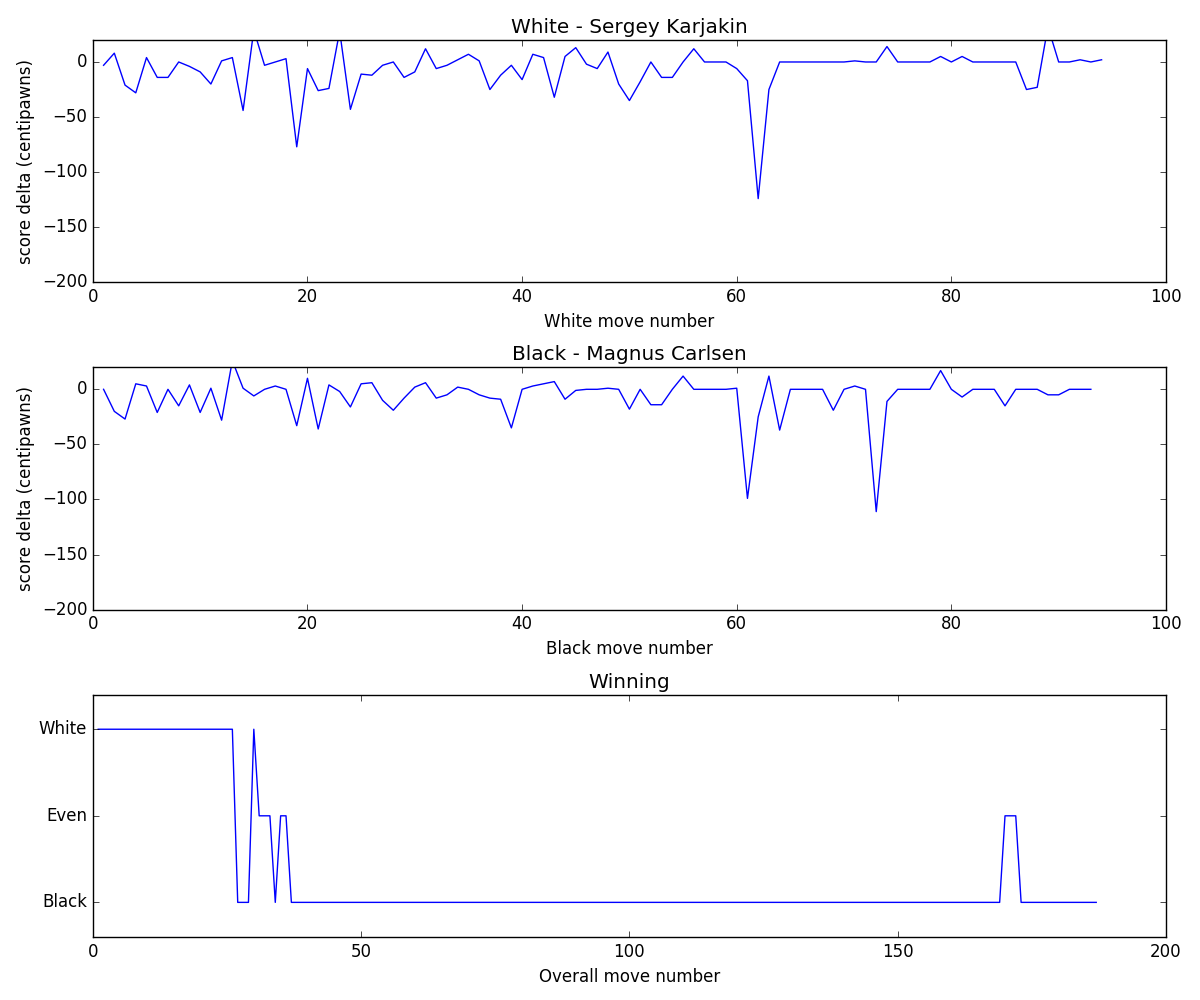 White - Sergey Karjakin
score delta (centipawns)
0
−50
−100
−150
−200
0 20 40 60 80 100
White move number
Black - Magnus Carlsen
score delta (centipawns)
0
−50
−100
−150
−200
0 20 40 60 80 100
Black move number
Winning
White
Even
Black
0 50 100 150 200
Overall move number